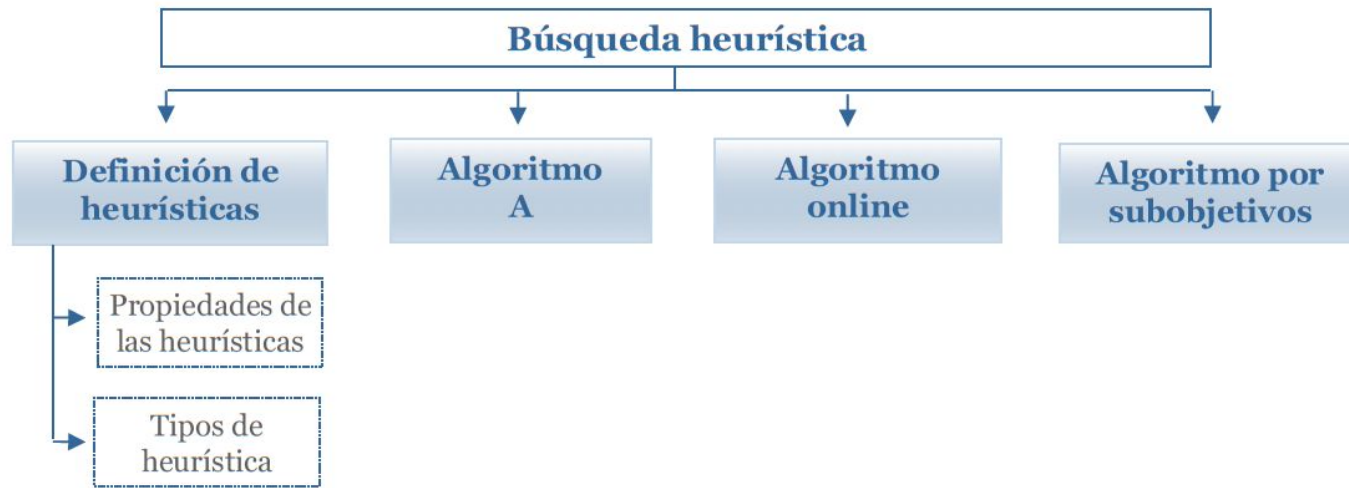 Búsqueda heurística
Definición de
heurísticas
Algoritmo
A
Algoritmo
online
Algoritmo por
subobjetivos
Propiedades de
las heurísticas
Tipos de
heurística